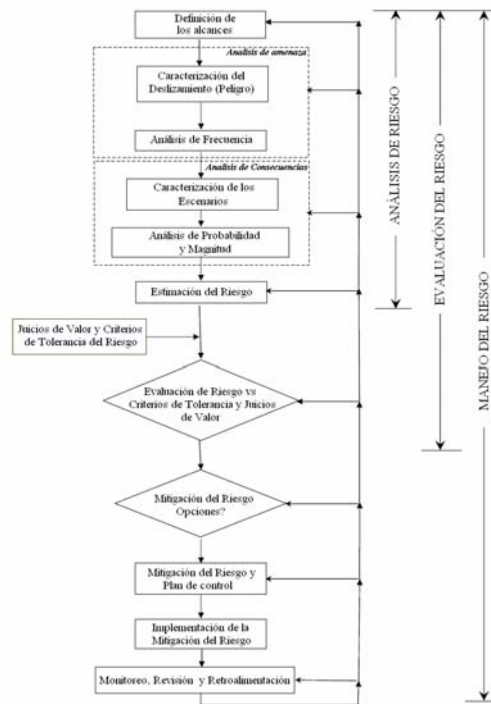 Definición de
los alcances
Analisis de amenaza
Caracterización del
Deslizamiento (Peligro)
Análisis de Frecuencia
Analisis de Consecuencias
Caracterización de los
Escenarios
Análisis de Probabilidad
y Magnitud
Estimación del Riesgo
Juicios de Valor y Criterios
de Tolerancia del Riesgo
Evaluación de Riesgo vs
Criterios de Tolerancia y Juicios
de Valor
Mitigación del Riesgo
Opciones?
Mitigación del Riesgo y
Plan de control
Implementación de la
Mitigación del Riesgo
Monitoreo, Revisión y Retroalimentación
ANÀLISIS DE RIESGO
EVALUACIÓN DEL RIESGO
MANEJO DEL RIESGO